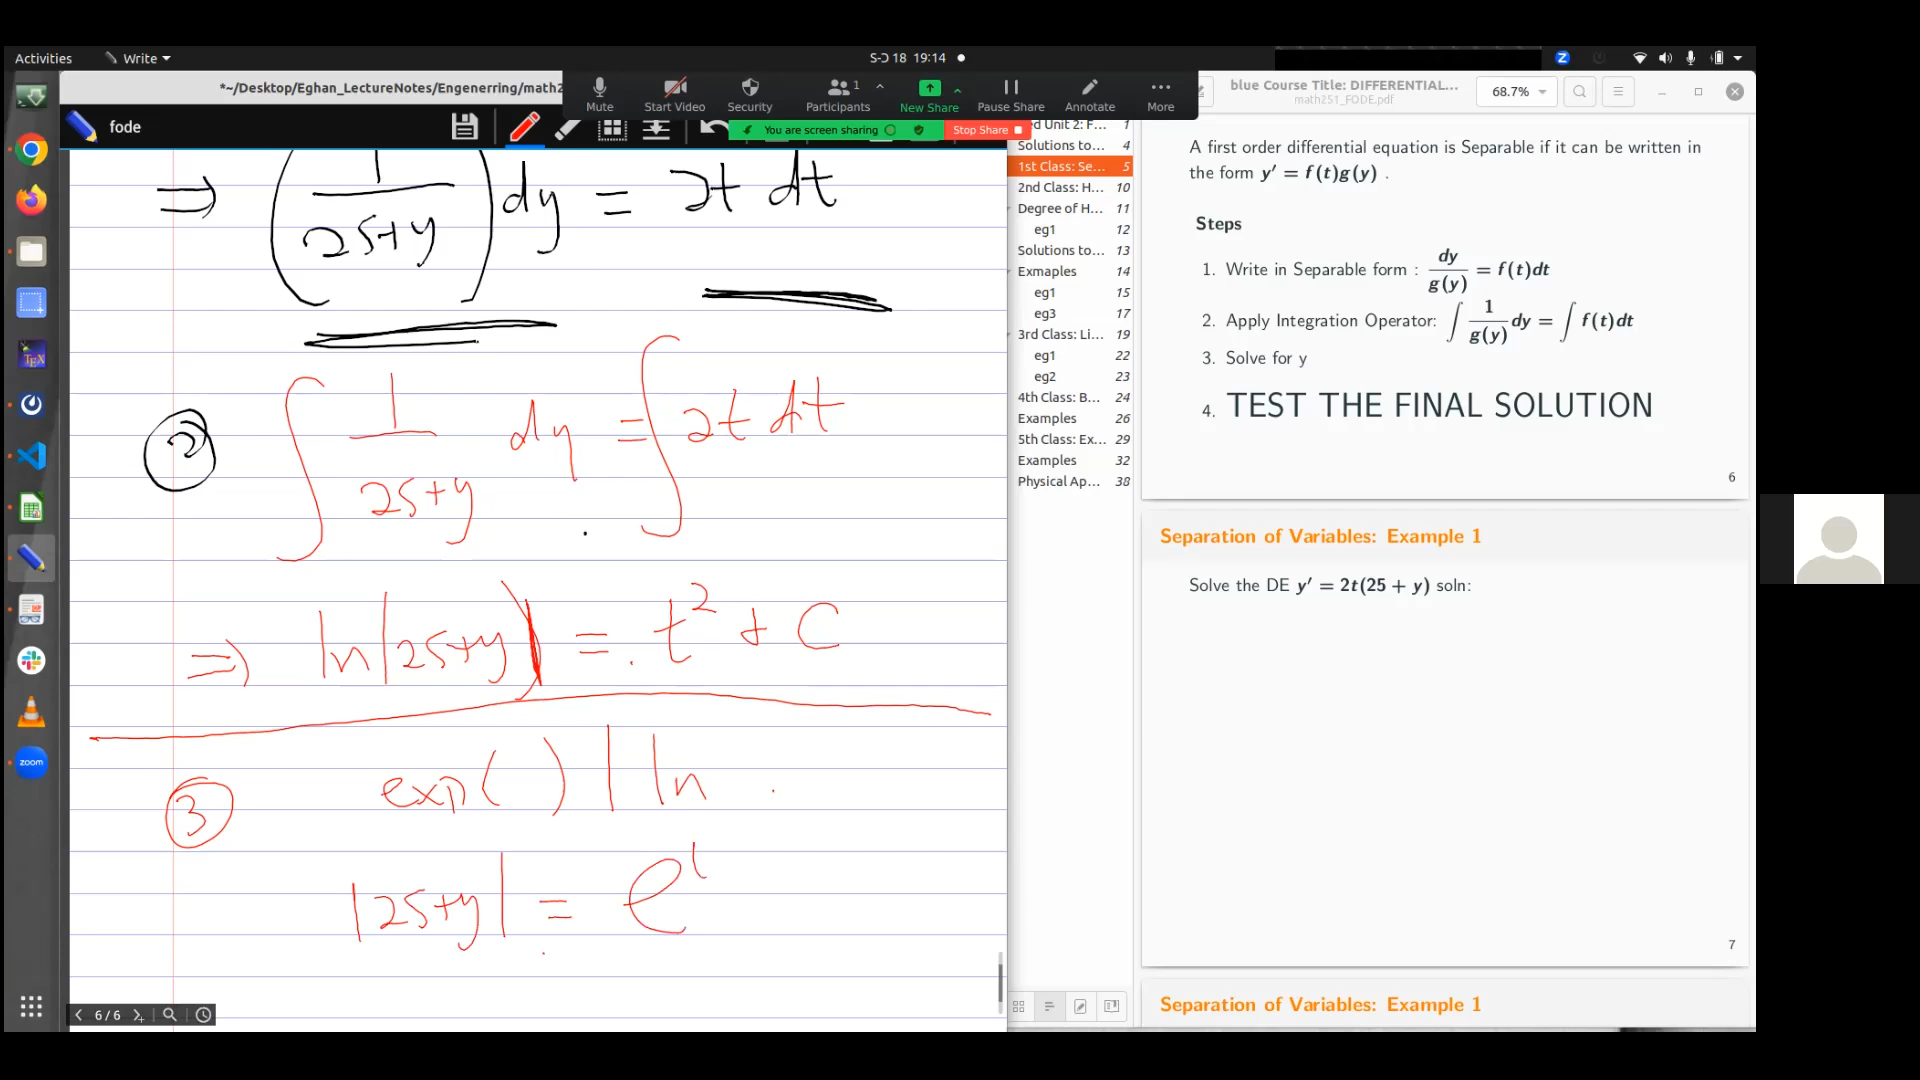 Activities
Write
S-ɔ 18 19:14
*~/Desktop/Eghan_LectureNotes/Engenerring/math2
fode
Mute
Start Video
Security
1
Participants
New Share
Pause Share
Annotate
More
You are screen sharing
Stop Share
blue Course Title: DIFFERENTIAL...
math251_FODE.pdf
68.7%
⇒ (1/(25+y)) dy = 2t dt
② ∫ 1/(25+y) dy = ∫ 2t dt
⇒ ln|25+y| = t² + C
③ exp( ) | ln
|25+y| = e
6/6
TEX
zoom
ed Unit 2: F... 1
Solutions to... 4
1st Class: Se... 5
2nd Class: H... 10
Degree of H... 11
eg1 12
Solutions to... 13
Exmaples 14
eg1 15
eg3 17
3rd Class: Li... 19
eg1 22
eg2 23
4th Class: B... 24
Examples 26
5th Class: Ex... 29
Examples 32
Physical Ap... 38
A first order differential equation is Separable if it can be written in
the form y′ = f(t)g(y) .
Steps
1. Write in Separable form : dy/g(y) = f(t)dt
2. Apply Integration Operator: ∫ 1/g(y) dy = ∫ f(t)dt
3. Solve for y
4. TEST THE FINAL SOLUTION
6
Separation of Variables: Example 1
Solve the DE y′ = 2t(25 + y) soln:
7
Separation of Variables: Example 1